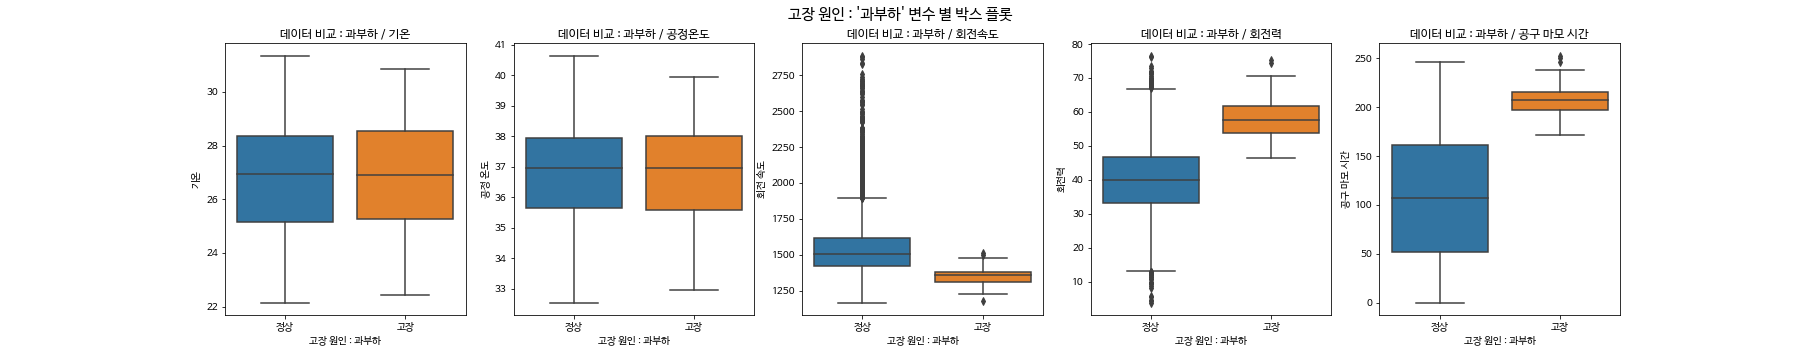 고장 원인 : '과부하' 변수 별 박스 플롯
데이터 비교 : 과부하 / 기온
30
28
26
24
22
기온
정상
고장
고장 원인 : 과부하
데이터 비교 : 과부하 / 공정온도
41
40
39
38
37
36
35
34
33
공정 온도
정상
고장
고장 원인 : 과부하
데이터 비교 : 과부하 / 회전속도
2750
2500
2250
2000
1750
1500
1250
회전 속도
정상
고장
고장 원인 : 과부하
데이터 비교 : 과부하 / 회전력
80
70
60
50
40
30
20
10
회전력
정상
고장
고장 원인 : 과부하
데이터 비교 : 과부하 / 공구 마모 시간
250
200
150
100
50
0
공구 마모 시간
정상
고장
고장 원인 : 과부하